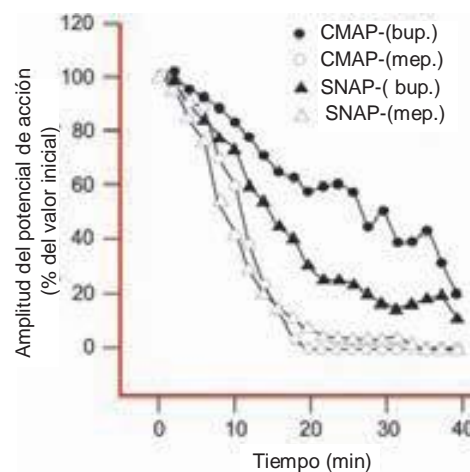 120
100
80
60
40
20
0
Amplitud del potencial de acción
(% del valor inicial)
CMAP-(bup.)
CMAP-(mep.)
SNAP-( bup.)
SNAP-(mep.)
0 10 20 30 40
Tiempo (min)